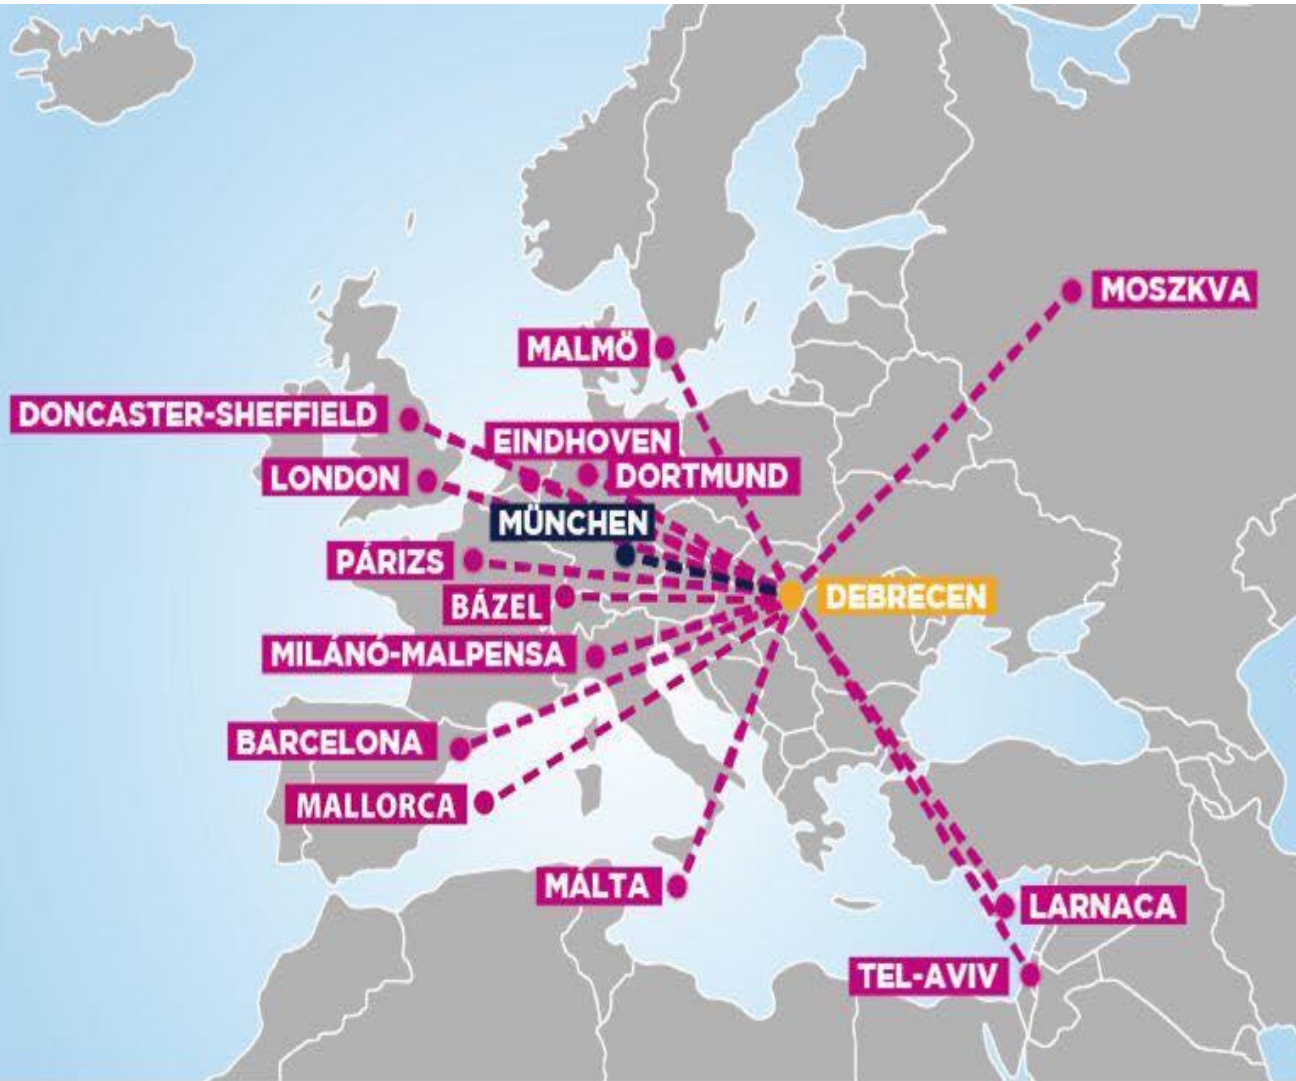 MOSZKVA
MALMÖ
DONCASTER-SHEFFIELD
EINDHOVEN
LONDON
DORTMUND
MÜNCHEN
PÁRIZS
BÁZEL
DEBRECEN
MILÁNÓ-MALPENSA
BARCELONA
MALLORCA
MÁLTA
LARNACA
TEL-AVIV